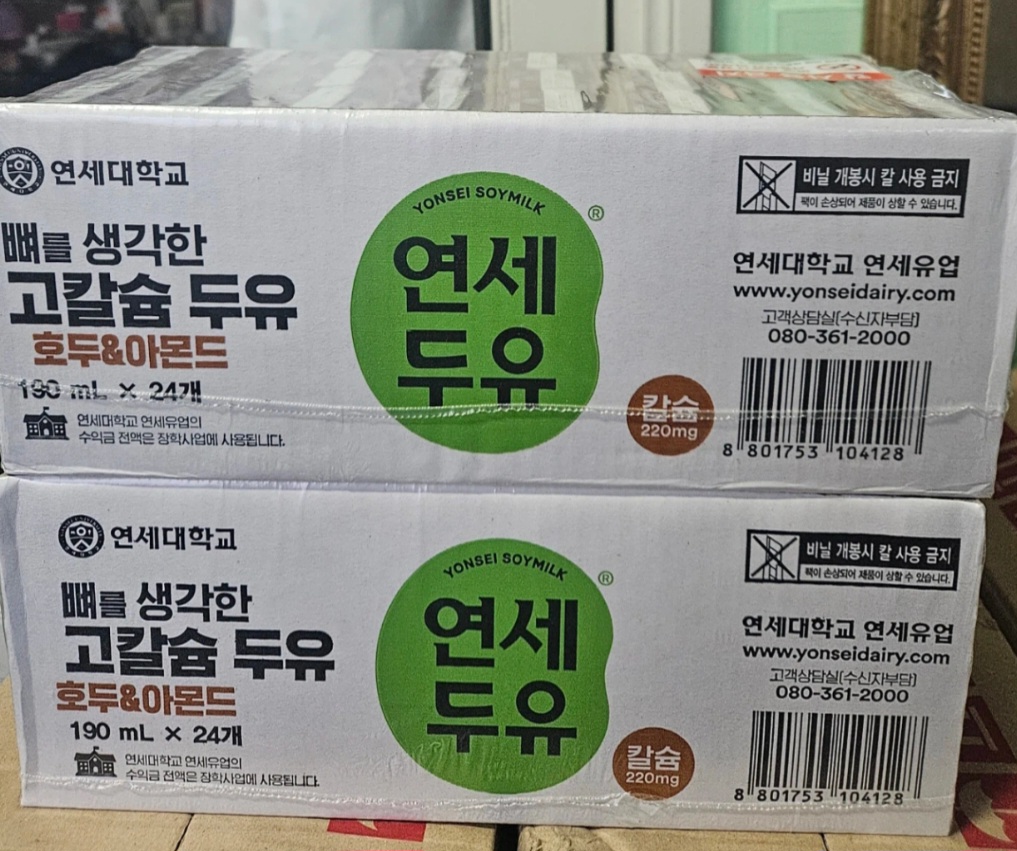 연세대학교
뼈를 생각한
고칼슘 두유
호두&아몬드
190 mL × 24개
연세대학교 연세유업의
수익금 전액은 장학사업에 사용됩니다.
YONSEI SOYMILK
연세
두유
®
칼슘
220mg
비닐 개봉시 칼 사용 금지
팩이 손상되어 제품이 상할 수 있습니다.
연세대학교 연세유업
www.yonseidairy.com
고객상담실(수신자부담)
080-361-2000
8 801753 104128
연세대학교
뼈를 생각한
고칼슘 두유
호두&아몬드
190 mL × 24개
연세대학교 연세유업의
수익금 전액은 장학사업에 사용됩니다.
YONSEI SOYMILK
연세
두유
®
칼슘
220mg
비닐 개봉시 칼 사용 금지
팩이 손상되어 제품이 상할 수 있습니다.
연세대학교 연세유업
www.yonseidairy.com
고객상담실(수신자부담)
080-361-2000
8 801753 104128